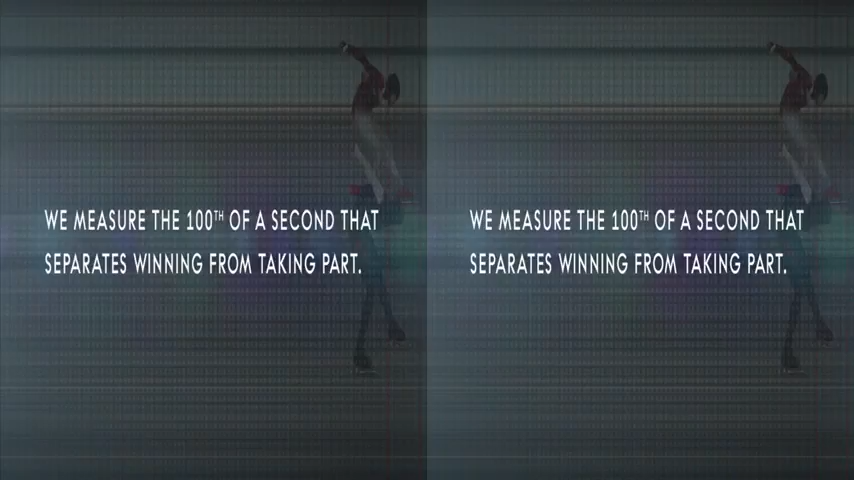 WE MEASURE THE 100TH OF A SECOND THAT
SEPARATES WINNING FROM TAKING PART.
WE MEASURE THE 100TH OF A SECOND THAT
SEPARATES WINNING FROM TAKING PART.